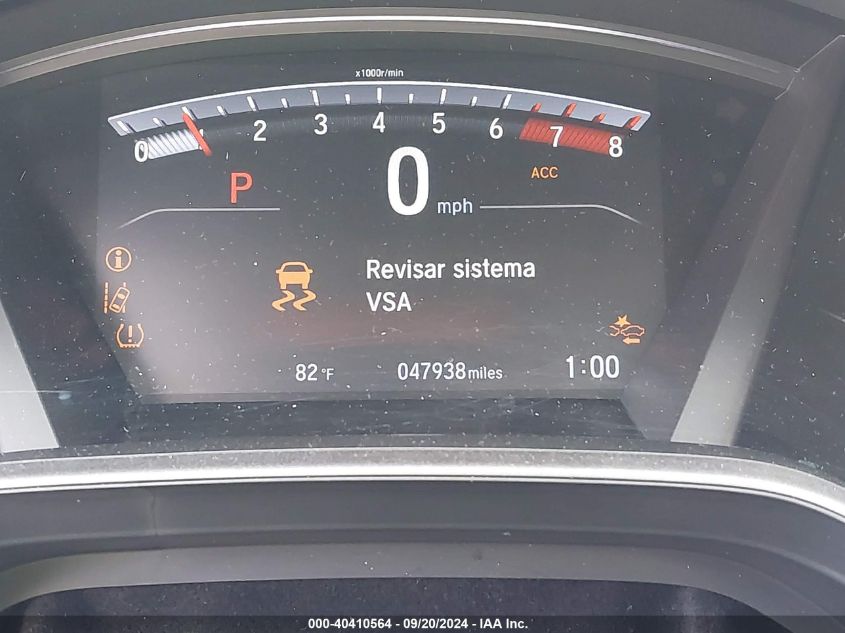 x1000r/min
0 2 3 4 5 6 7 8
ACC
P
0 mph
Revisar sistema
VSA
82 °F 047938 miles 1:00
000-40410564 - 09/20/2024 - IAA Inc.